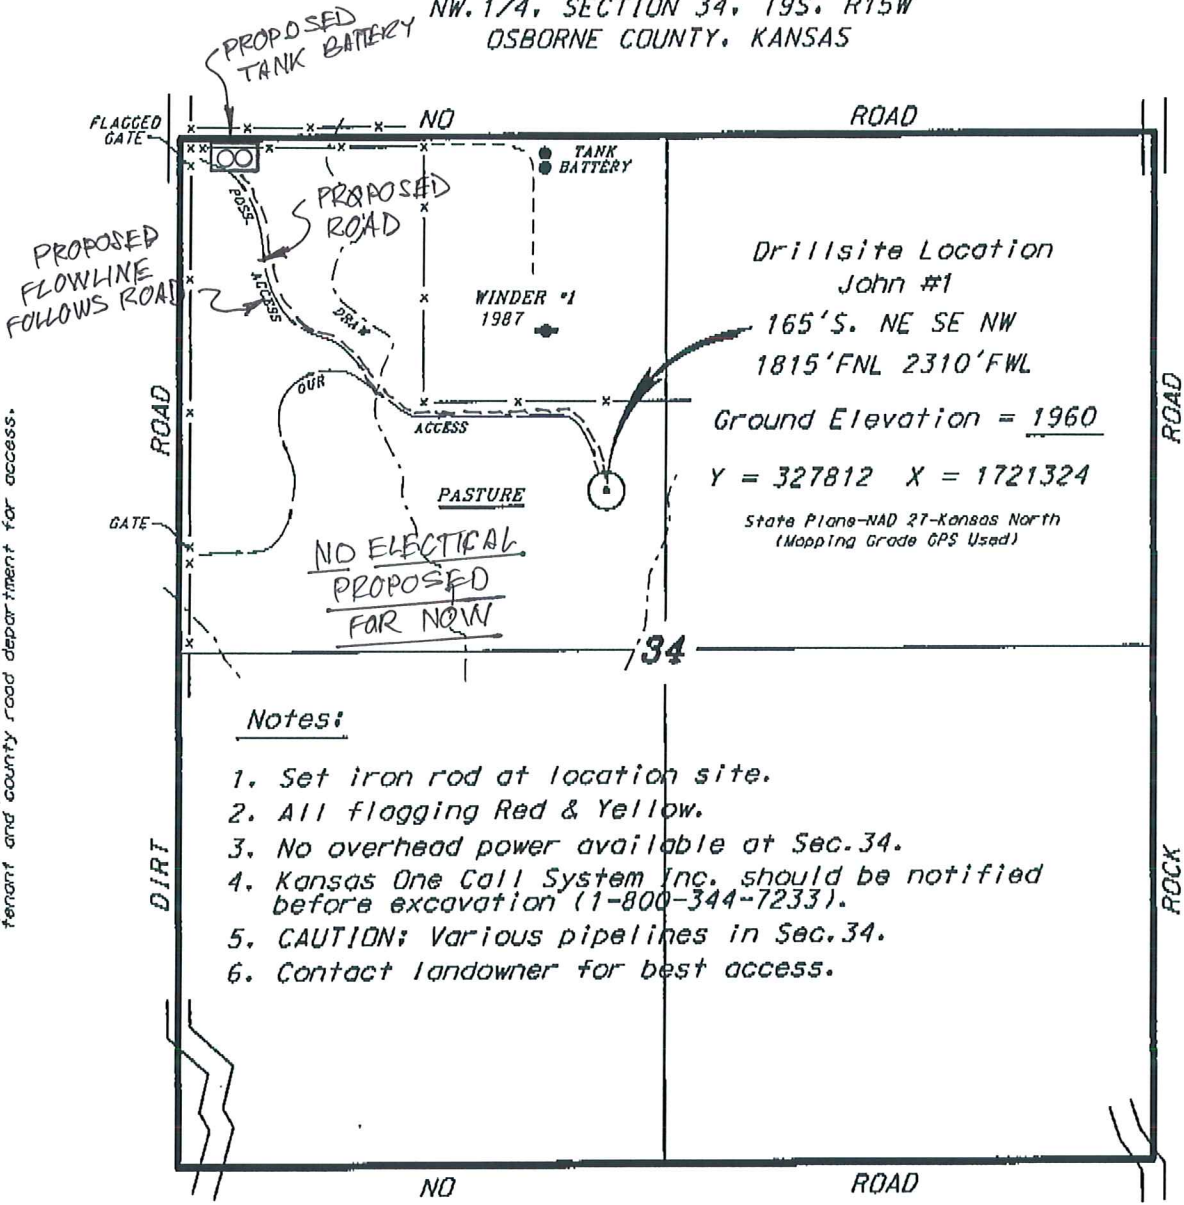 NW.1/4, SECTION 34, T9S, R15W
OSBORNE COUNTY, KANSAS
PROPOSED
TANK BATTERY
FLAGGED
GATE
NO ROAD
TANK
BATTERY
POSS.
PROPOSED
ROAD
PROPOSED
FLOWLINE
FOLLOWS ROAD
ACCESS
DRAW
WINDER #1
1987
Drillsite Location
John #1
165'S. NE SE NW
1815'FNL 2310'FWL
Ground Elevation = 1960
Y = 327812 X = 1721324
State Plane-NAD 27-Kansas North
(Mapping Grade GPS Used)
OUR
ACCESS
ROAD
ROAD
PASTURE
GATE
NO ELECTICAL
PROPOSED
FOR NOW
34
tenant and county road department for access.
Notes:
1. Set iron rod at location site.
2. All flagging Red & Yellow.
3. No overhead power available at Sec.34.
4. Kansas One Call System Inc. should be notified
before excavation (1-800-344-7233).
5. CAUTION: Various pipelines in Sec.34.
6. Contact landowner for best access.
DIRT
ROCK
NO ROAD